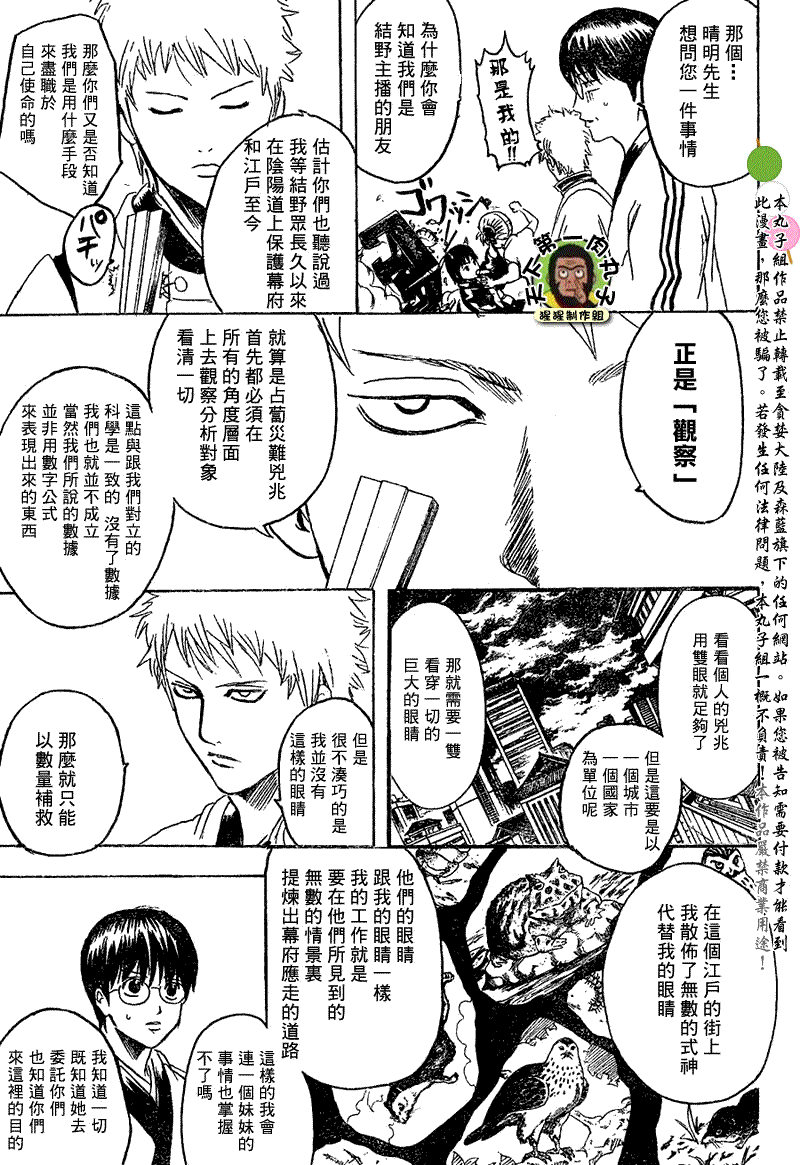 那個…
晴明先生
想問您
一件事情
為什麼你會
知道我們是
結野主播的
朋友
那是我的!!
ゴワッシ
估計你們也聽說過
我等結野眾長久以來
在陰陽道上保護幕府
和江戶至今
那麼你們又是否知道
我們是用什麼手段
來盡職於
自己使命的嗎
パチッ
天下第一肉丸子
猩猩制作組
正是「觀察」
就算是占蔔災難兇兆
首先都必須在
所有的角度層面
上去觀察分析對象
看清一切
這點與跟我們對立的
科學是一致的 沒有了數據
我們也就並不成立
當然我們所說的數據
並非用數字公式
來表現出來的東西
看看個人的兇兆
用雙眼就足夠了
但是這要是以
一個城市
一個國家
為單位呢
那就需要一雙
看穿一切的
巨大的眼睛
但是
很不湊巧的是
我並沒有
這樣的眼睛
那麼就只能
以數量補救
在這個江戶的街上
我散佈了無數的式神
代替我的眼睛
他們的眼睛
跟我的眼睛一樣
我的工作就是
要在他們所見到的
無數的情景裏
提煉出幕府應走的道路
這樣的我會
連一個妹妹的
事情也掌握
不了嗎
我知道一切
既知道她去
委託你們
也知道你們
來這裡的目的
本丸子組作品禁止轉載至貪婪大陸及森藍旗下的任何網站。如果您被告知需要付款才能看到
此漫畫,那麼您被騙了。若發生任何法律問題,本丸子組一概不負責!本作品嚴禁商業用途!